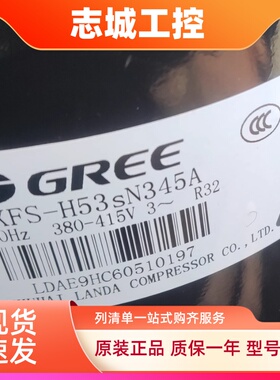 志城工控
GREE
XFS-H53sN345A
0Hz 380-415V 3~ R32
LDAE9HC60510197
LANDA COMPRESSOR CO., LTD.
现货
热卖
列清单一站式购齐服务
原装正品 质保一年 型号